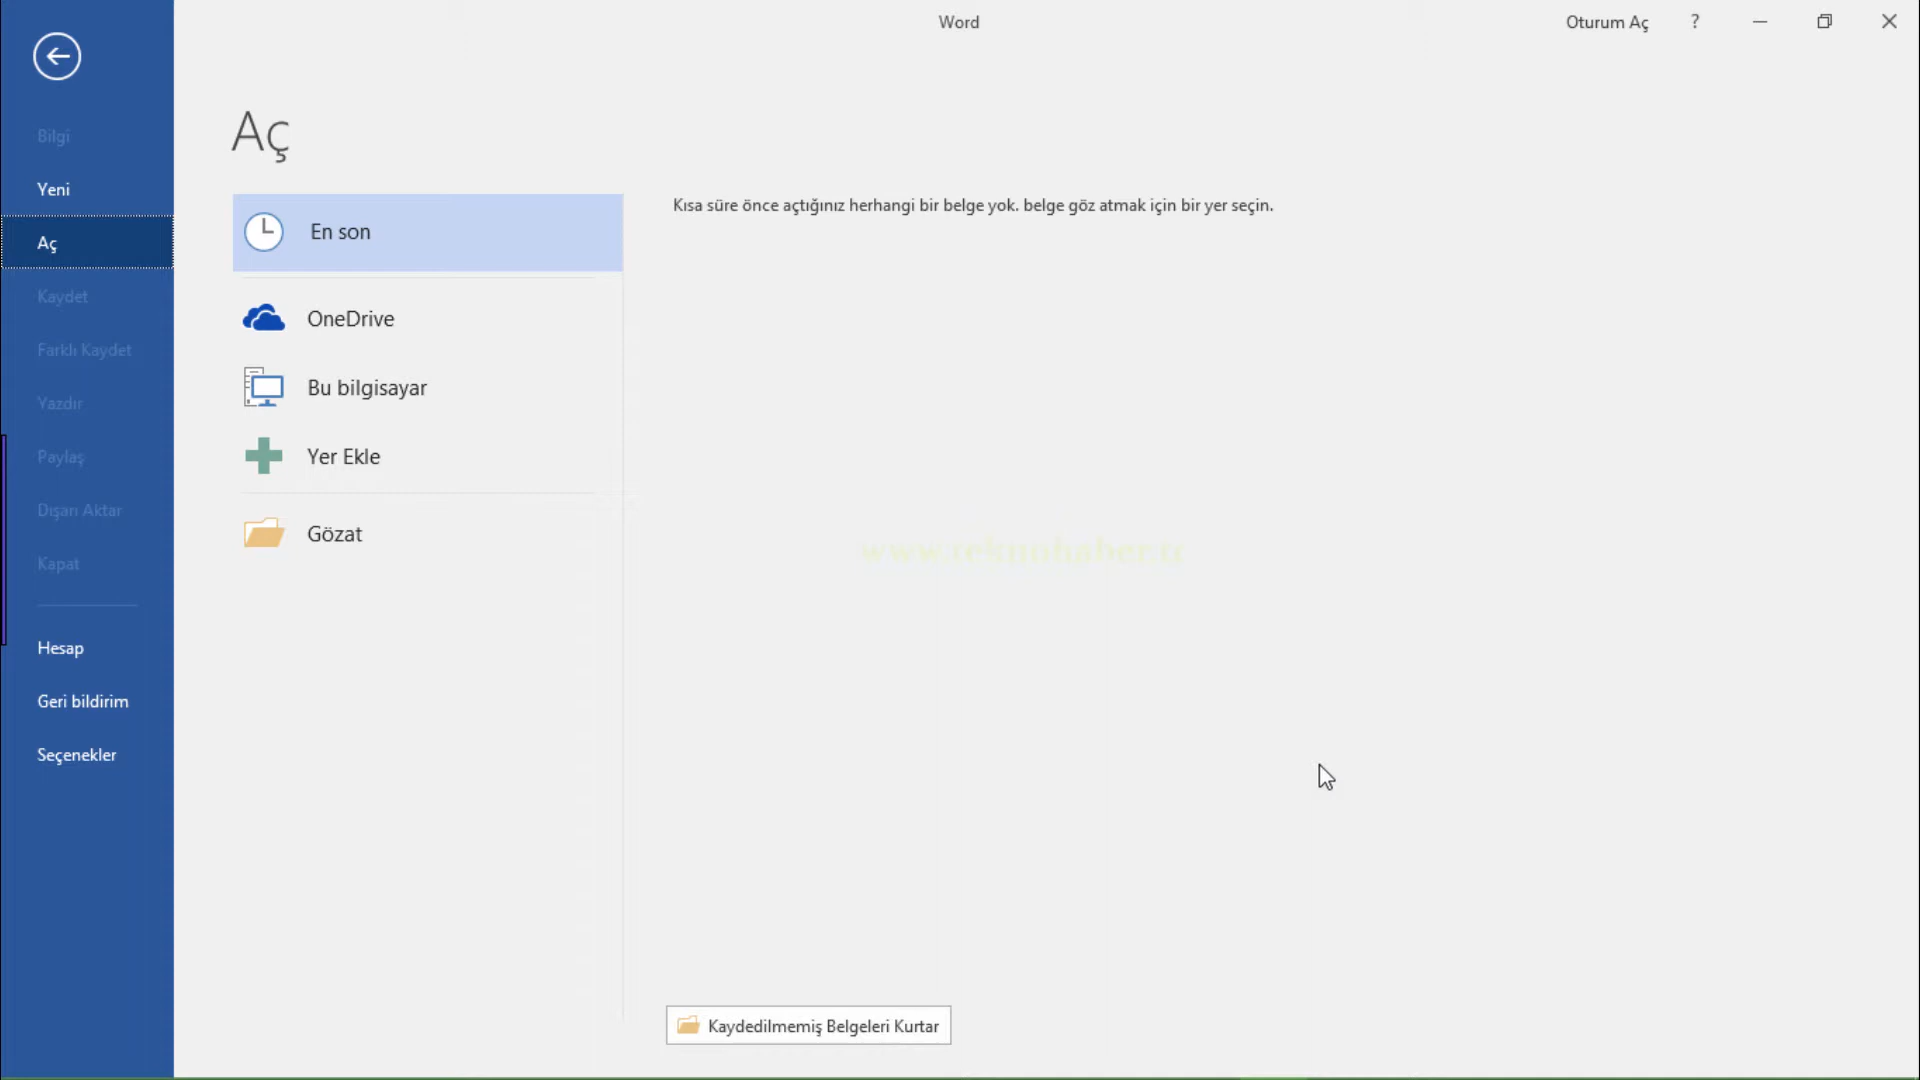 Word
Oturum Aç
?
Bilgi
Yeni
Aç
Kaydet
Farklı Kaydet
Yazdır
Paylaş
Dışarı Aktar
Kapat
Hesap
Geri bildirim
Seçenekler
Aç
En son
OneDrive
Bu bilgisayar
Yer Ekle
Gözat
Kısa süre önce açtığınız herhangi bir belge yok. belge göz atmak için bir yer seçin.
Kaydedilmemiş Belgeleri Kurtar